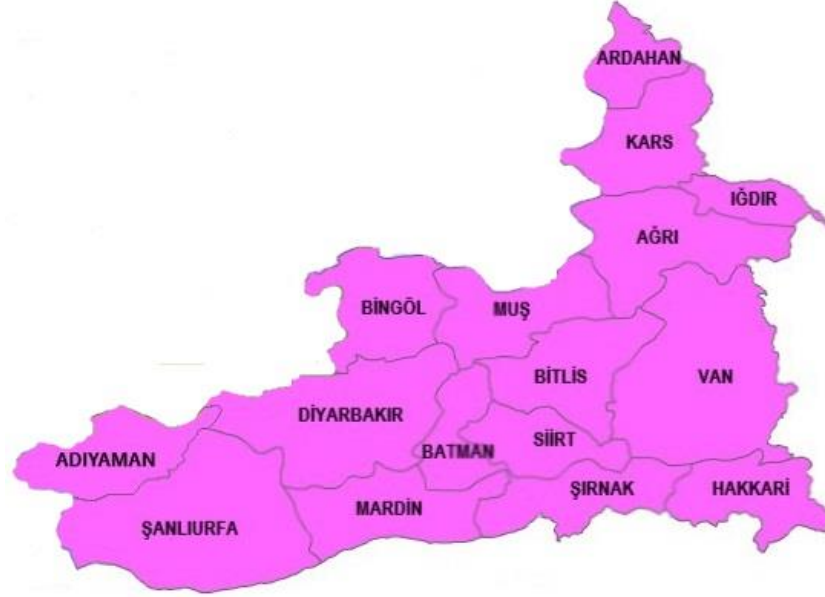 ARDAHAN
KARS
IĞDIR
AĞRI
BİNGÖL
MUŞ
BİTLİS
VAN
DİYARBAKIR
BATMAN
SİİRT
ADIYAMAN
ŞANLIURFA
MARDİN
ŞIRNAK
HAKKARİ